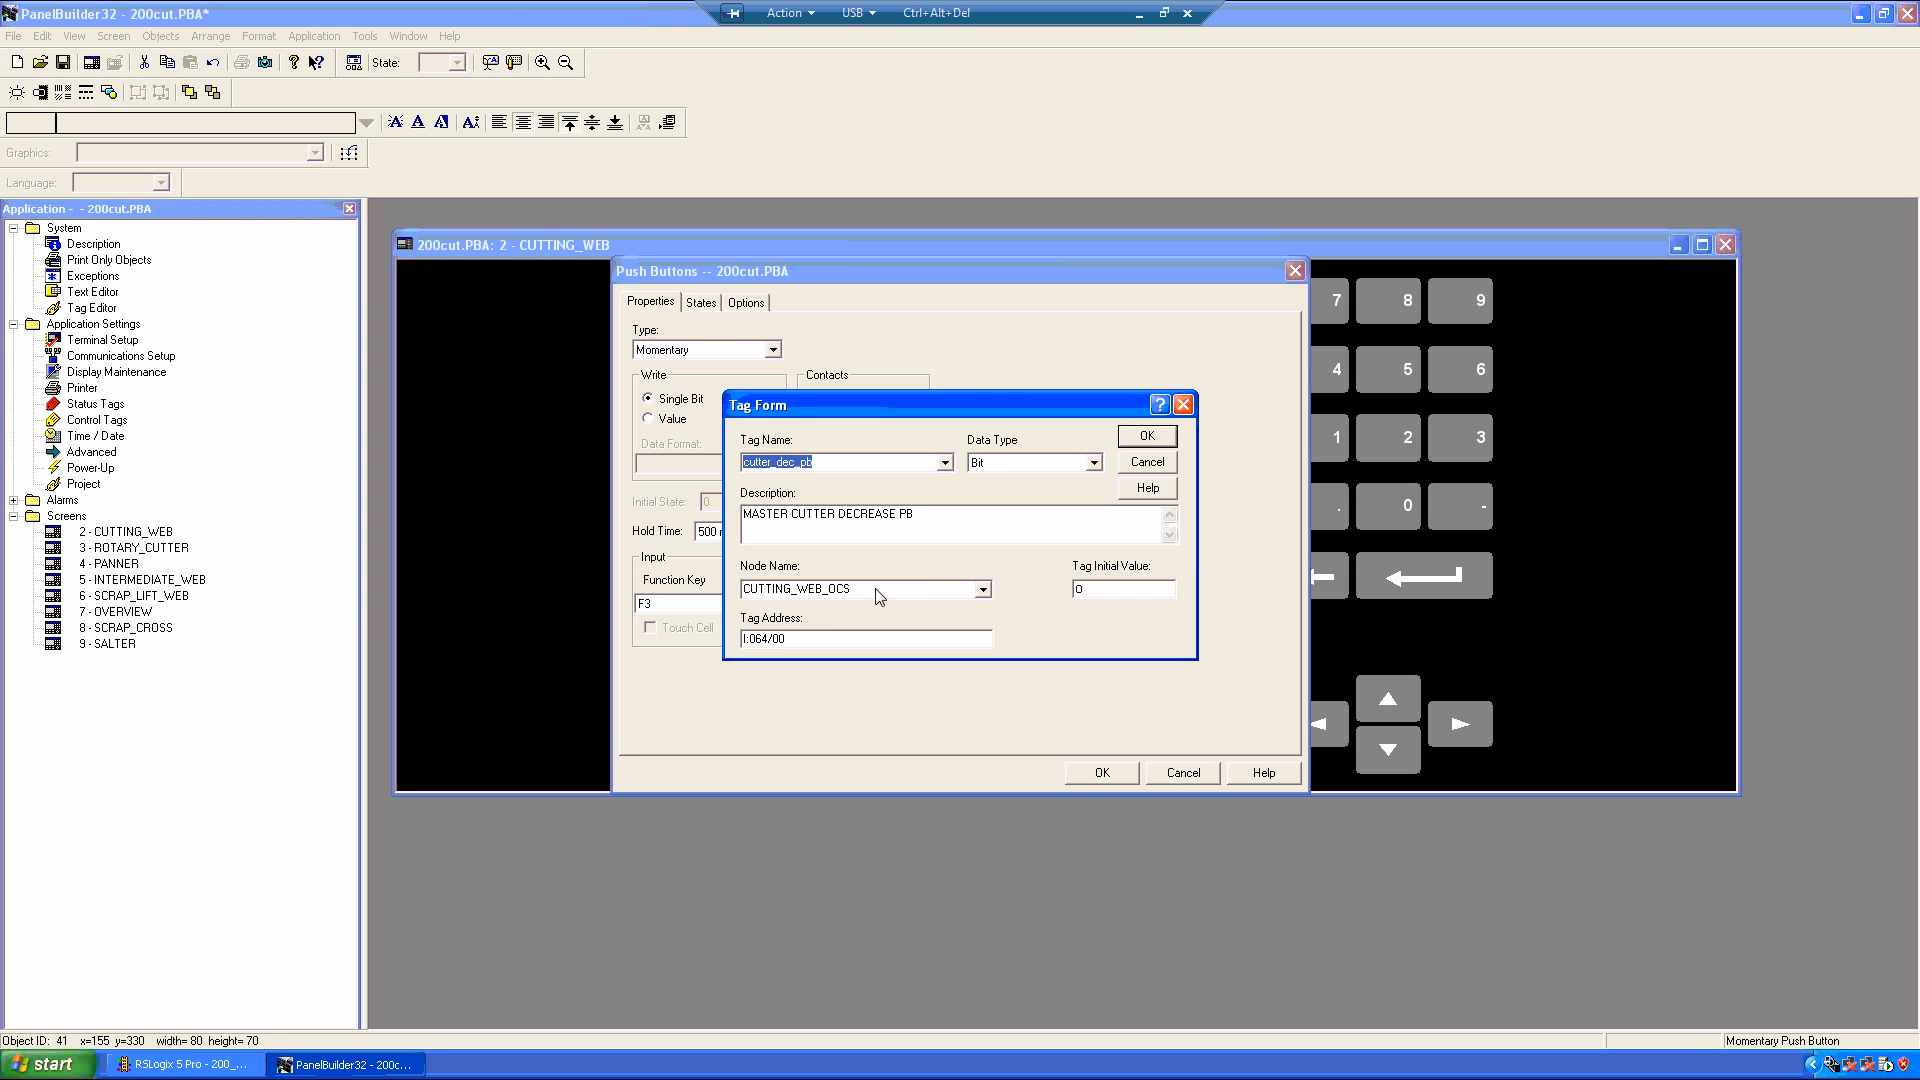 PanelBuilder32 - 200cut.PBA*
Action
USB
Ctrl+Alt+Del
File Edit View Screen Objects Arrange Format Application Tools Window Help
State:
Graphics:
Language:
Application - - 200cut.PBA
System
Description
Print Only Objects
Exceptions
Text Editor
Tag Editor
Application Settings
Terminal Setup
Communications Setup
Display Maintenance
Printer
Status Tags
Control Tags
Time / Date
Advanced
Power-Up
Project
Alarms
Screens
2 - CUTTING_WEB
3 - ROTARY_CUTTER
4 - PANNER
5 - INTERMEDIATE_WEB
6 - SCRAP_LIFT_WEB
7 - OVERVIEW
8 - SCRAP_CROSS
9 - SALTER
200cut.PBA: 2 - CUTTING_WEB
Push Buttons -- 200cut.PBA
Properties States Options
Type:
Momentary
Write
Contacts
Single Bit
Value
Data Format:
Initial State: 0
Hold Time: 500
Input
Function Key
F3
Touch Cell
OK Cancel Help
Tag Form
Tag Name:
cutter_dec_pb
Data Type
Bit
OK
Cancel
Help
Description:
MASTER CUTTER DECREASE PB
Node Name:
CUTTING_WEB_OCS
Tag Initial Value:
0
Tag Address:
I:064/00
7 8 9
4 5 6
1 2 3
. 0 -
Object ID: 41 x=155 y=330 width= 80 height= 70
Momentary Push Button
start
RSLogix 5 Pro - 200_...
PanelBuilder32 - 200c...